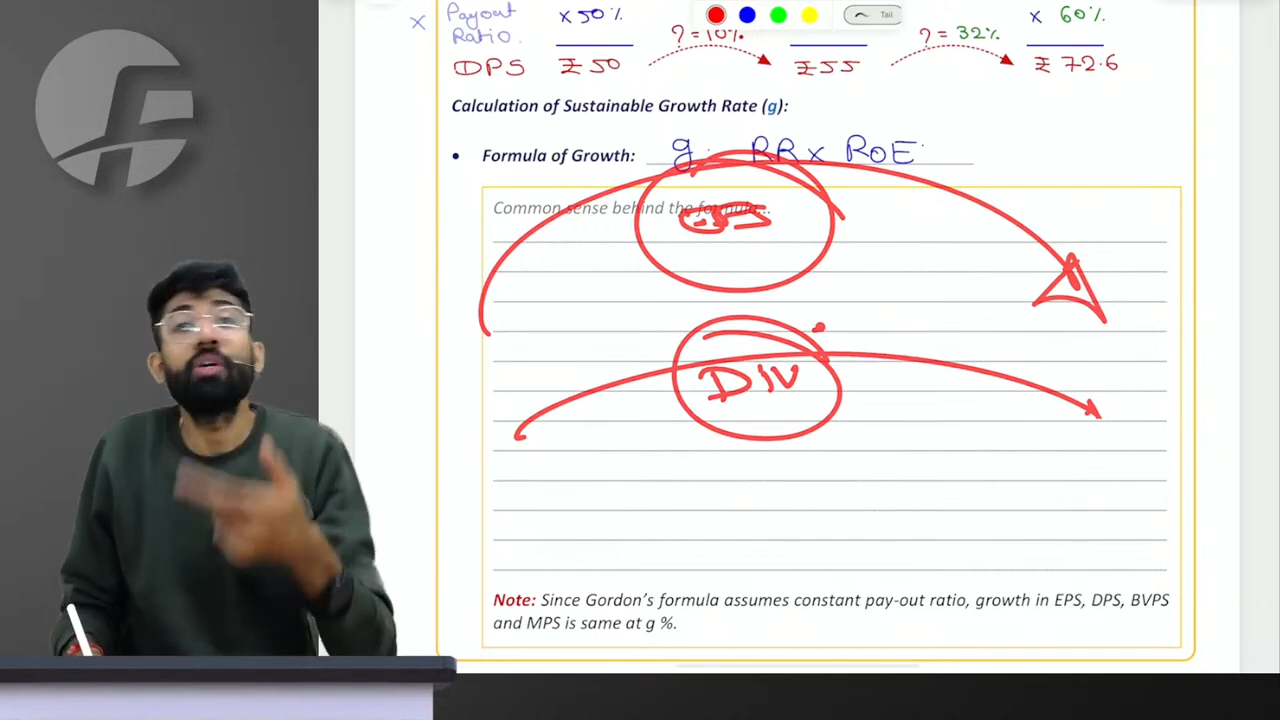 x Payout Ratio. x 50% x 60%
? = 10% ? = 32%
DPS ₹ 50 ₹ 55 ₹ 72.6
Tail
Calculation of Sustainable Growth Rate (g):
• Formula of Growth: g = RR x ROE
Common sense behind the formula...
Div
Note: Since Gordon's formula assumes constant pay-out ratio, growth in EPS, DPS, BVPS
and MPS is same at g %.